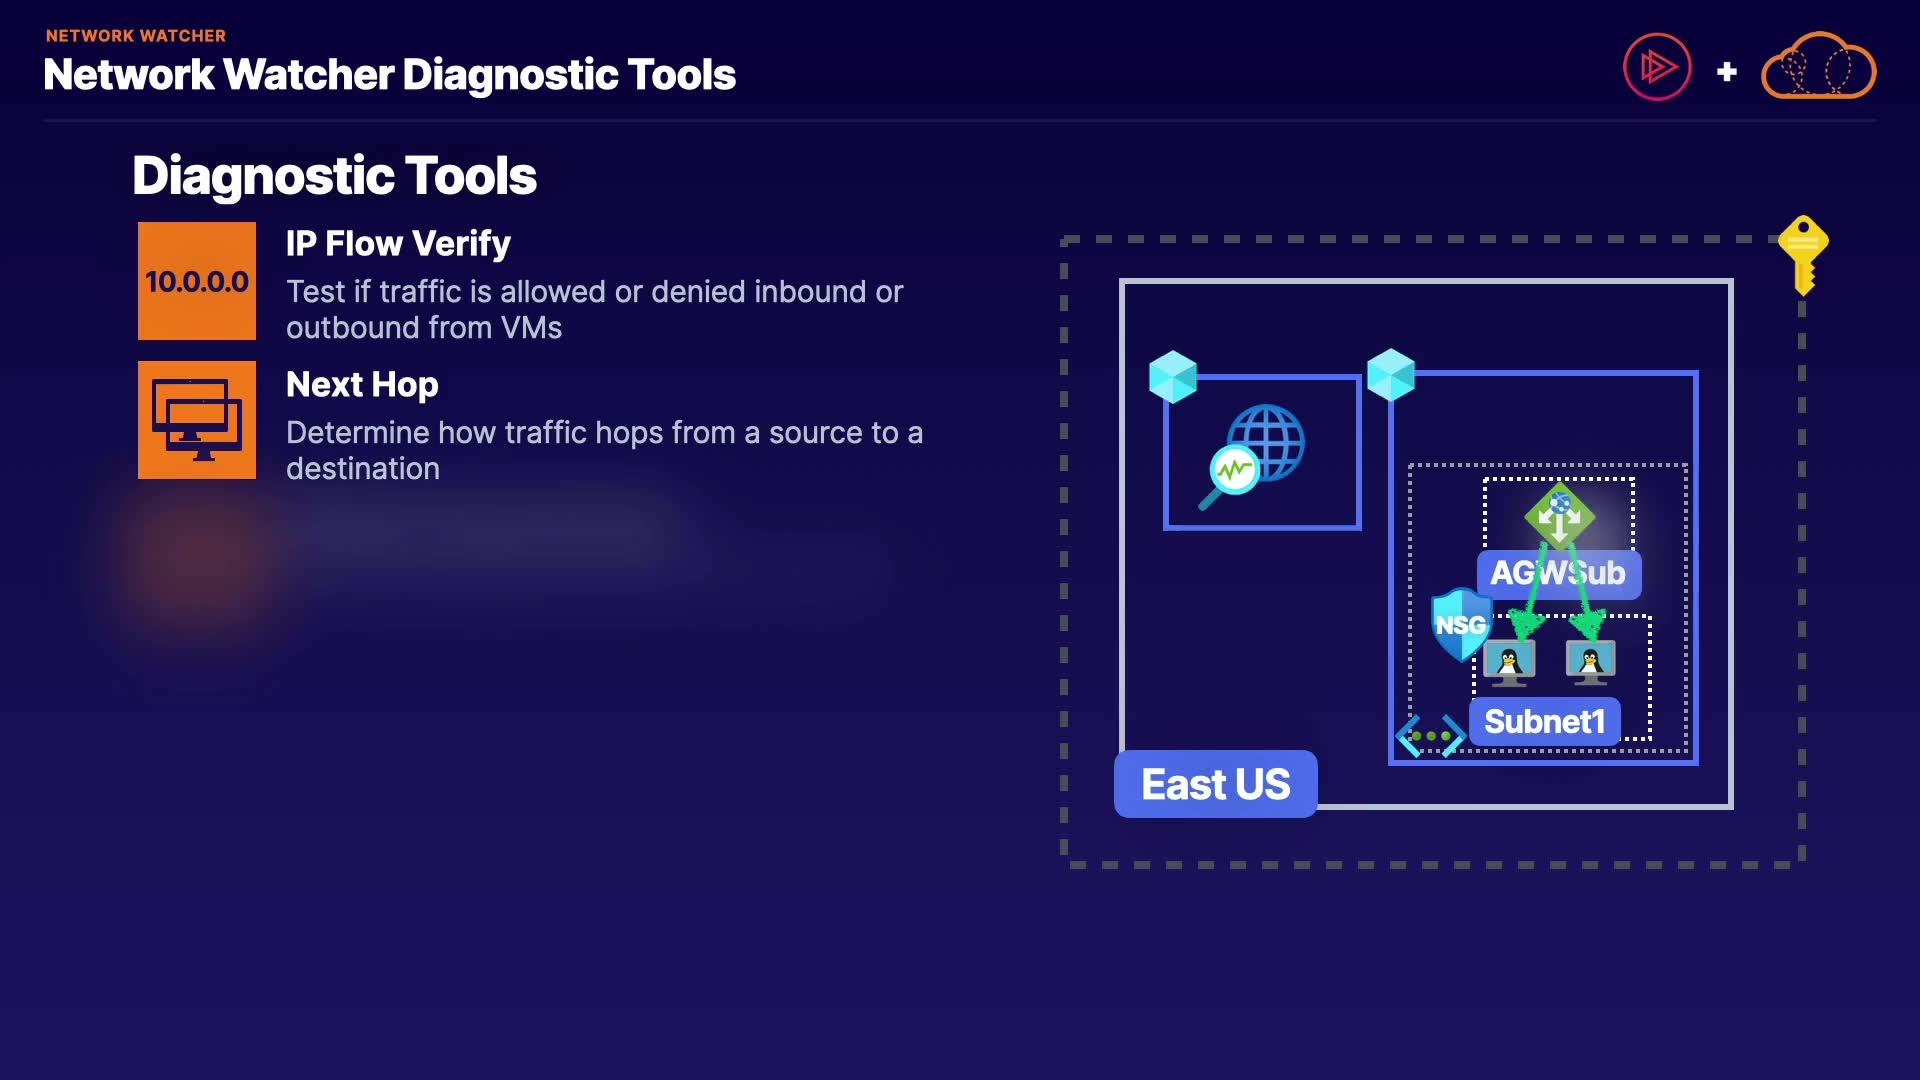 NETWORK WATCHER
Network Watcher Diagnostic Tools
Diagnostic Tools
10.0.0.0
IP Flow Verify
Test if traffic is allowed or denied inbound or
outbound from VMs
Next Hop
Determine how traffic hops from a source to a
destination
AGWSub
NSG
Subnet1
East US